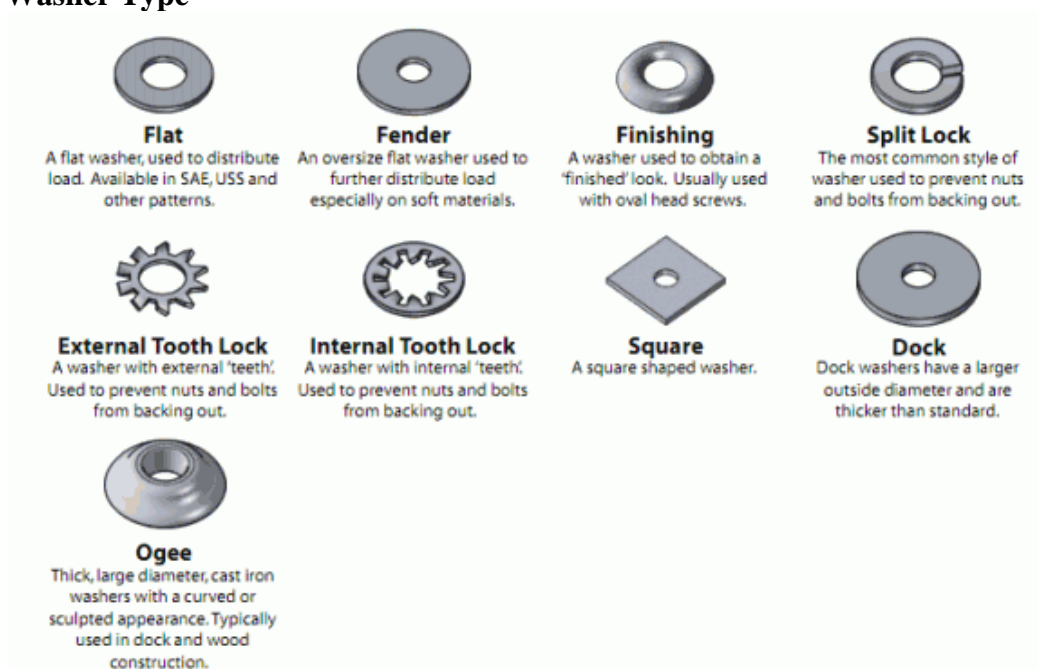 Washer Type
Flat
A flat washer, used to distribute
load. Available in SAE, USS and
other patterns.
Fender
An oversize flat washer used to
further distribute load
especially on soft materials.
Finishing
A washer used to obtain a
'finished' look. Usually used
with oval head screws.
Split Lock
The most common style of
washer used to prevent nuts
and bolts from backing out.
External Tooth Lock
A washer with external 'teeth'.
Used to prevent nuts and bolts
from backing out.
Internal Tooth Lock
A washer with internal 'teeth'.
Used to prevent nuts and bolts
from backing out.
Square
A square shaped washer.
Dock
Dock washers have a larger
outside diameter and are
thicker than standard.
Ogee
Thick, large diameter, cast iron
washers with a curved or
sculpted appearance. Typically
used in dock and wood
construction.